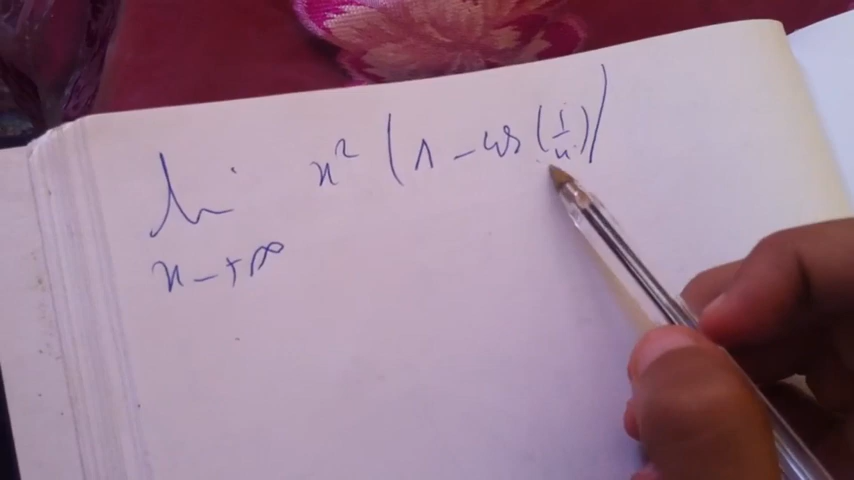 lim x² (1 - cos (1/x))
x → +∞